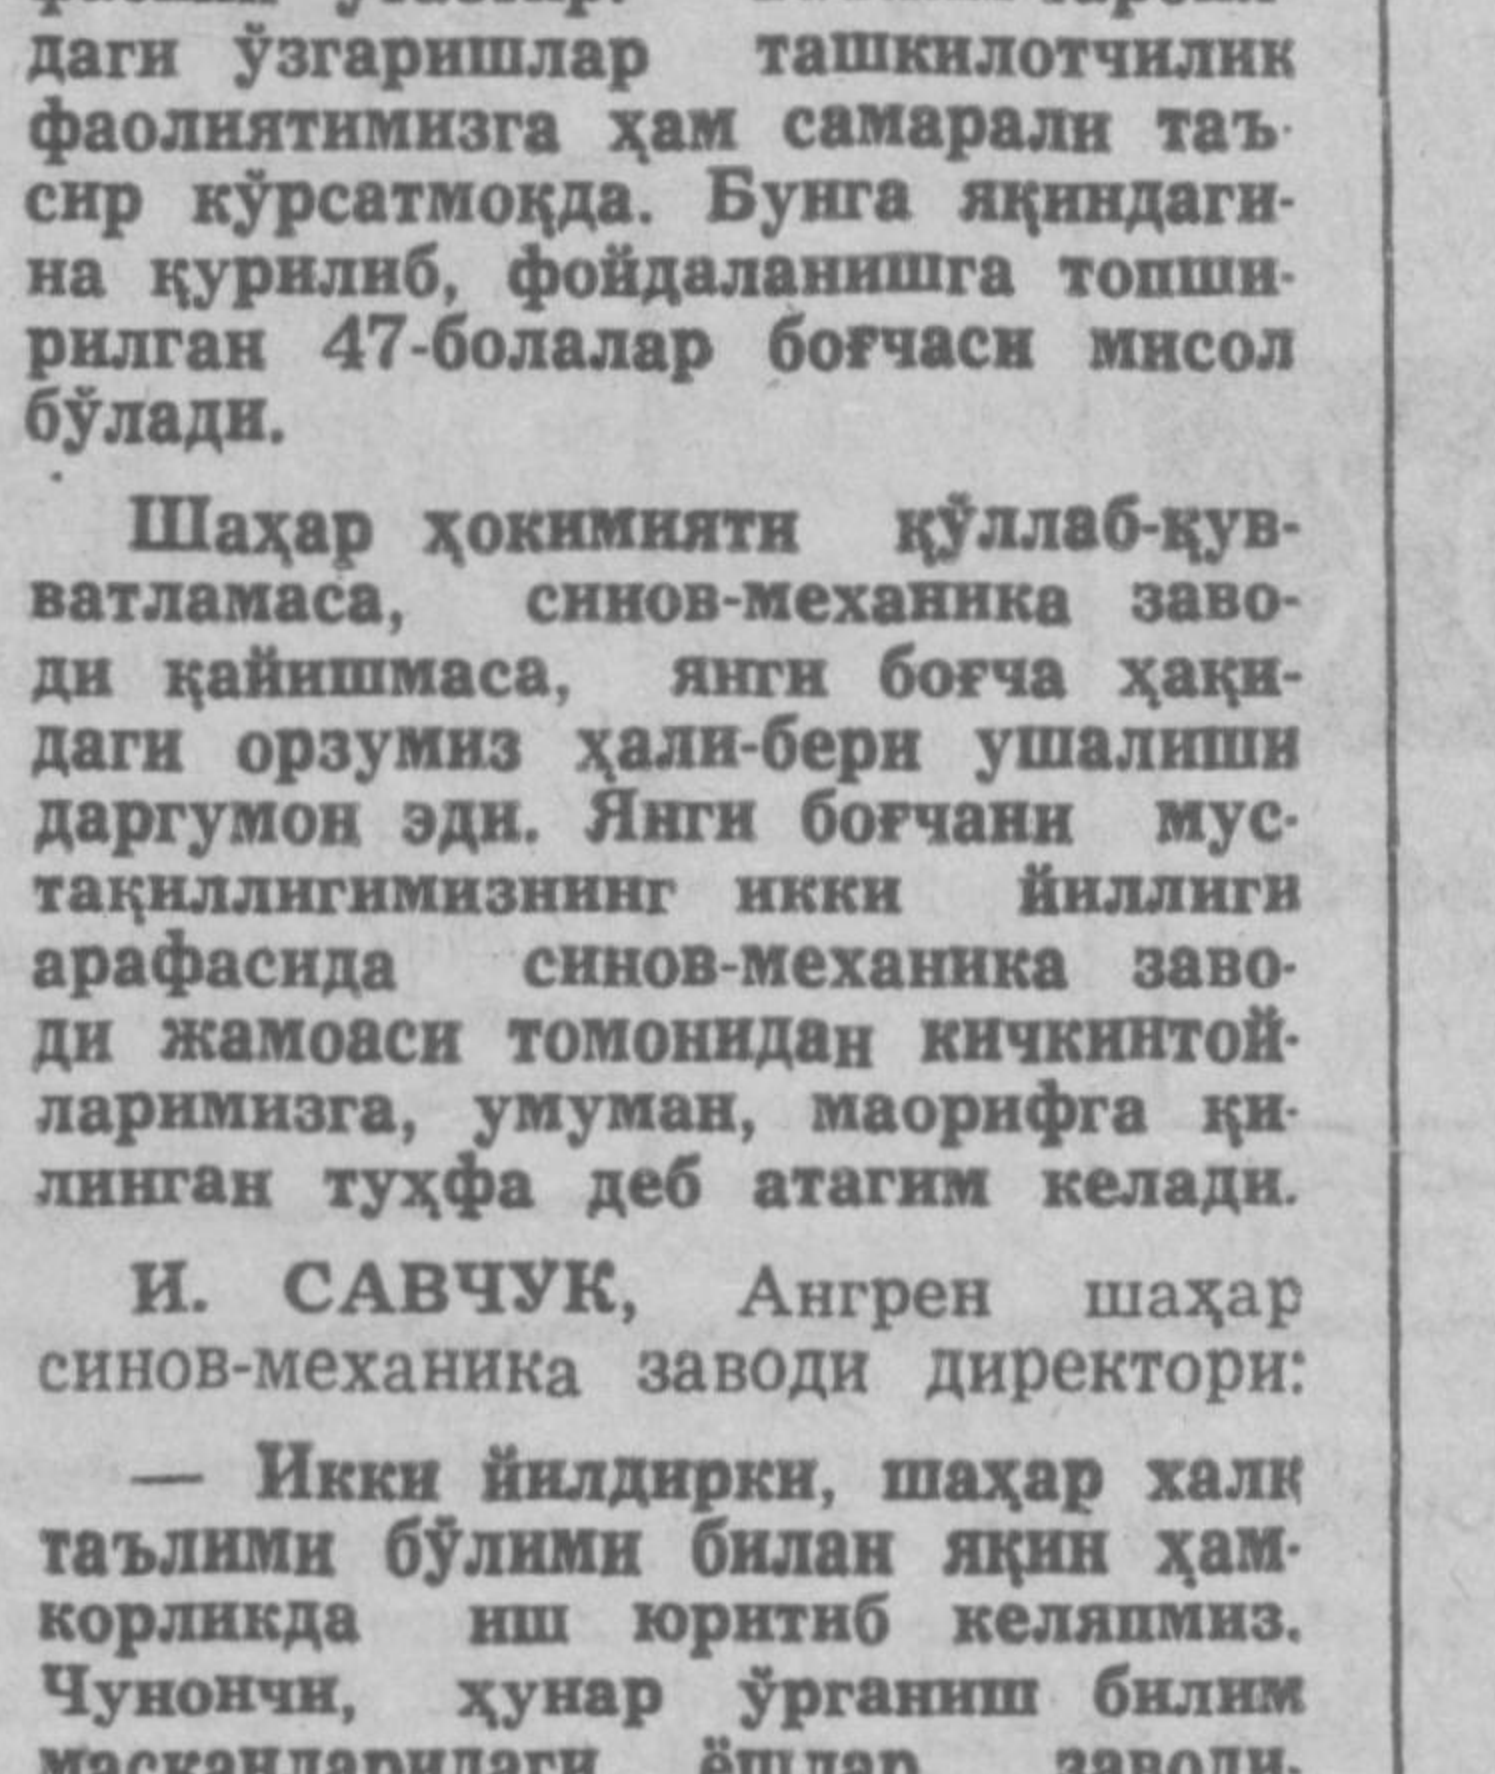 даги ўзгаришлар ташкилотчилик
фаолиятимизга ҳам самарали таъ-
сир кўрсатмоқда. Бунга яқиндаги-
на қурилиб, фойдаланишга топши-
рилган 47-болалар боғчаси мисол
бўлади.
Шаҳар ҳокимияти қўллаб-қув-
ватламаса, синов-механика заво-
ди қайишмаса, янги боғча ҳақи-
даги орзумиз ҳали-бери ушалиши
даргумон эди. Янги боғчани мус-
тақиллигимизнинг икки йиллиги
арафасида синов-механика заво-
ди жамоаси томонидан кичкинтой-
ларимизга, умуман, маорифга қи-
линган туҳфа деб атагим келади.
И. САВЧУК, Ангрен шаҳар
синов-механика заводи директори:
— Икки йилдирки, шаҳар халқ
таълими бўлими билан яқин ҳам-
корликда иш юритиб келяпмиз.
Чунончи, ҳунар ўрганиш билим
масканларидаги ёшлар заводи-